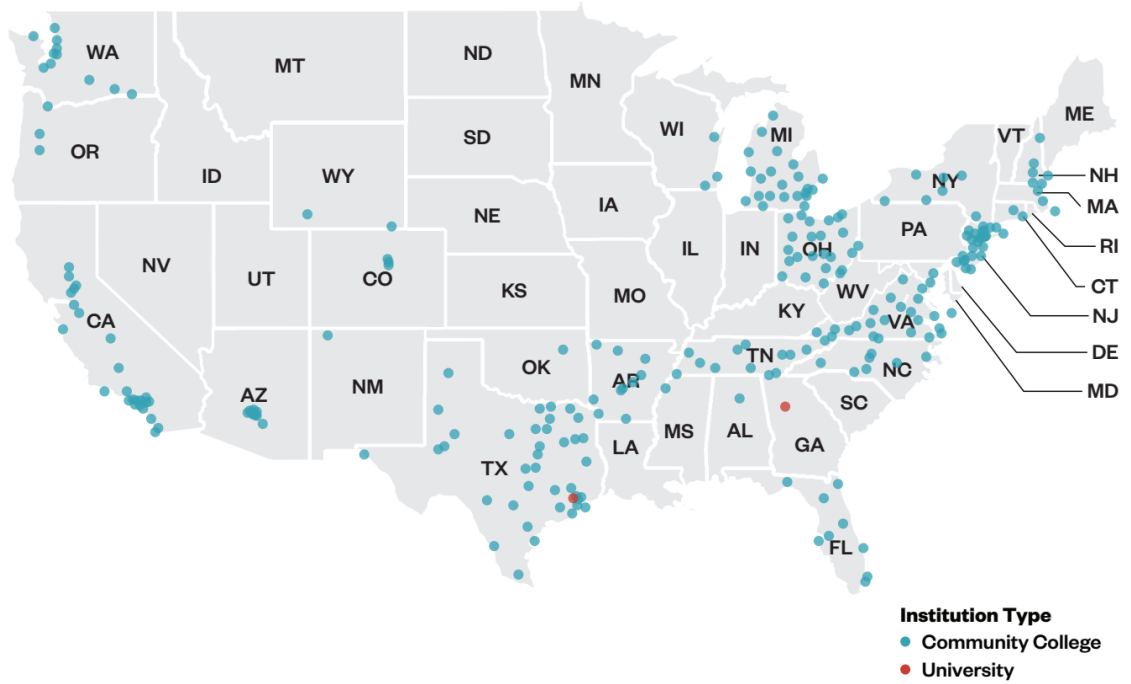 WA
MT
ND
MN
ME
WI
MI
VT
OR
ID
SD
WY
NH
NY
MA
IA
NE
PA
RI
NV
UT
CO
IL
IN
OH
CT
KS
MO
WV
KY
VA
NJ
CA
TN
DE
OK
AR
NC
AZ
NM
MD
SC
MS
AL
GA
LA
TX
FL
Institution Type
Community College
University